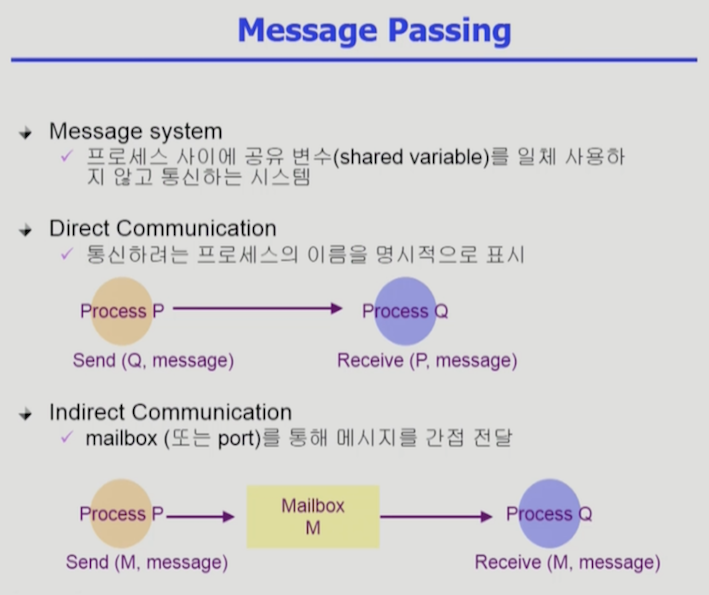 Message Passing
Message system
✓ 프로세스 사이에 공유 변수(shared variable)를 일체 사용하
지 않고 통신하는 시스템
Direct Communication
✓ 통신하려는 프로세스의 이름을 명시적으로 표시
Process P
Process Q
Send (Q, message)
Receive (P, message)
Indirect Communication
✓ mailbox (또는 port)를 통해 메시지를 간접 전달
Process P
Mailbox
M
Process Q
Send (M, message)
Receive (M, message)